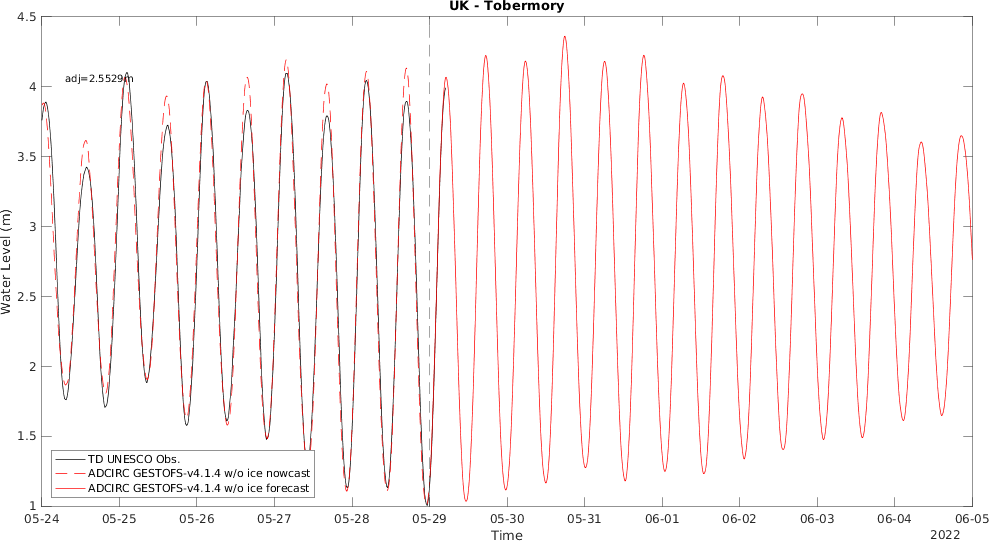 UK - Tobermory
4.5
adj=2.5529m
4
3.5
3
Water Level (m)
2.5
2
1.5
TD UNESCO Obs.
ADCIRC GESTOFS-v4.1.4 w/o ice nowcast
ADCIRC GESTOFS-v4.1.4 w/o ice forecast
1
05-24 05-25 05-26 05-27 05-28 05-29 05-30 05-31 06-01 06-02 06-03 06-04 06-05
Time
2022